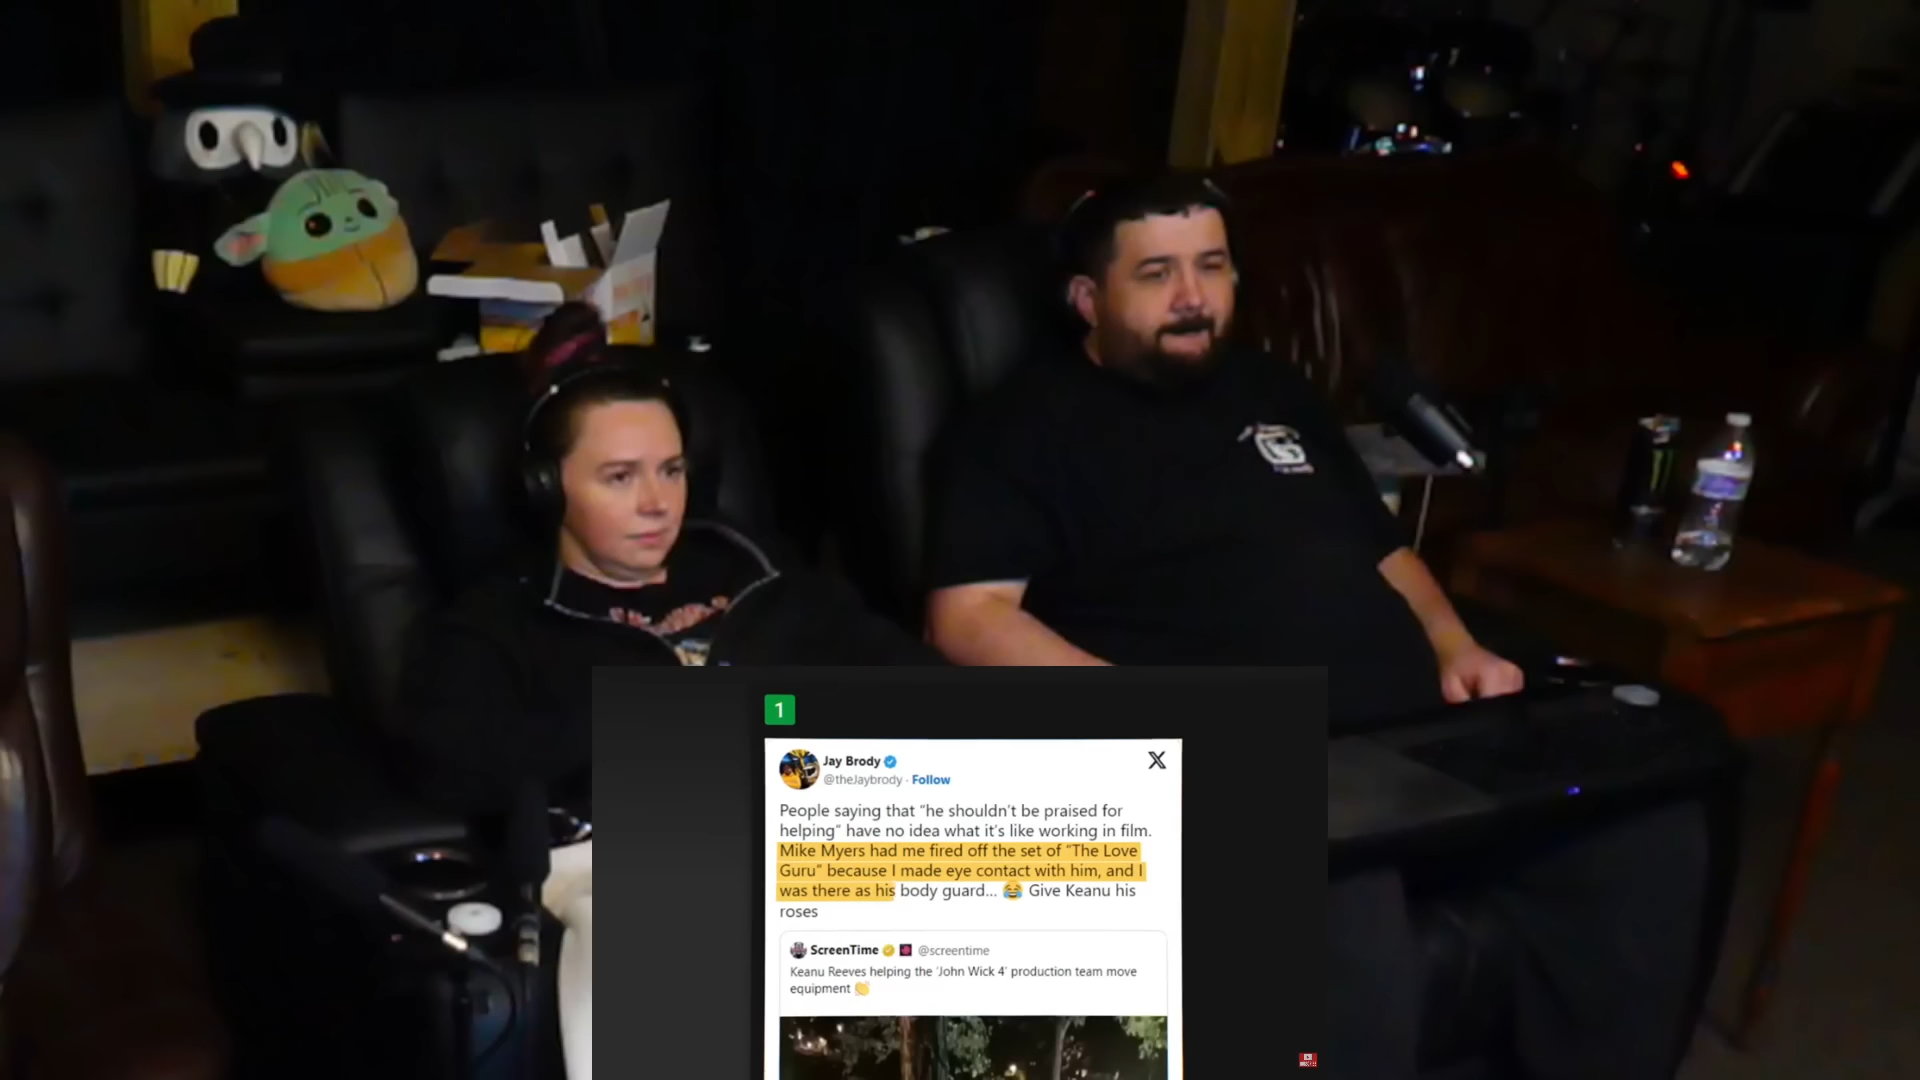 1
Jay Brody
@theJaybrody · Follow
X
People saying that “he shouldn’t be praised for
helping” have no idea what it’s like working in film.
Mike Myers had me fired off the set of “The Love
Guru” because I made eye contact with him, and I
was there as his body guard... 😂 Give Keanu his
roses
ScreenTime @screentime
Keanu Reeves helping the ‘John Wick 4’ production team move
equipment 👏